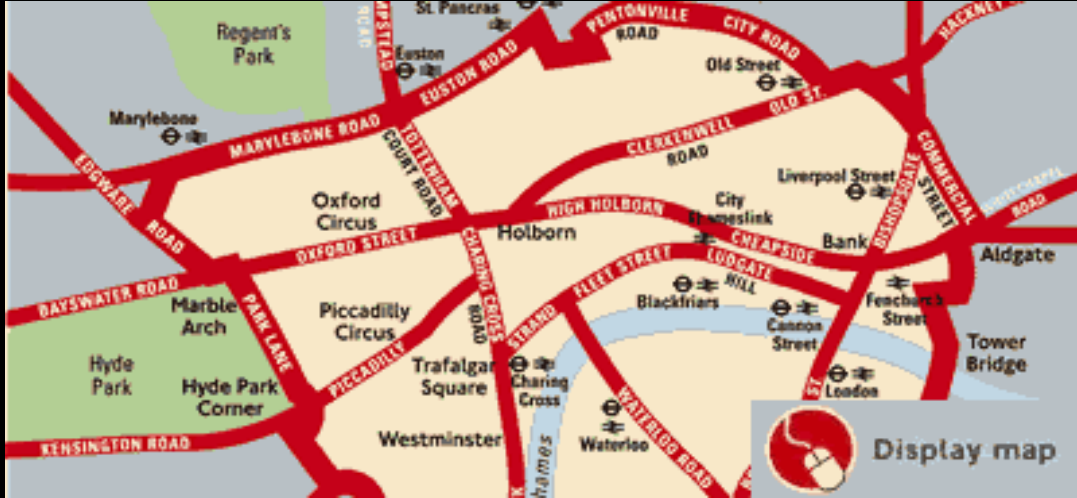 St. Pancras
Holborn
PENTONVILLE
ROAD
CITY ROAD
HACKNEY
Regent's
Park
ROAD
Euston
EUSTON ROAD
Old Street
OLD ST.
Marylebone
MARYLEBONE ROAD
TOTTENHAM
COURT ROAD
CLERKENWELL
ROAD
COMMERCIAL
STREET
EDGWARE ROAD
Liverpool Street
BISHOPSGATE
WHITECHAPEL
ROAD
Oxford
Circus
OXFORD STREET
HIGH HOLBORN
Holborn
City
CHEAPSIDE
Bank
Aldgate
BAYSWATER ROAD
Marble
Arch
PARK LANE
Piccadilly
Circus
CHARING CROSS
ROAD
STRAND
FLEET STREET
LUDGATE
HILL
Blackfriars
Cannon
Street
Fenchurch
Street
Tower
Bridge
Hyde
Park
Hyde Park
Corner
PICCADILLY
Trafalgar
Square
Charing
Cross
ST
London
KENSINGTON ROAD
Westminster
Waterloo
WATERLOO ROAD
hames
Display map